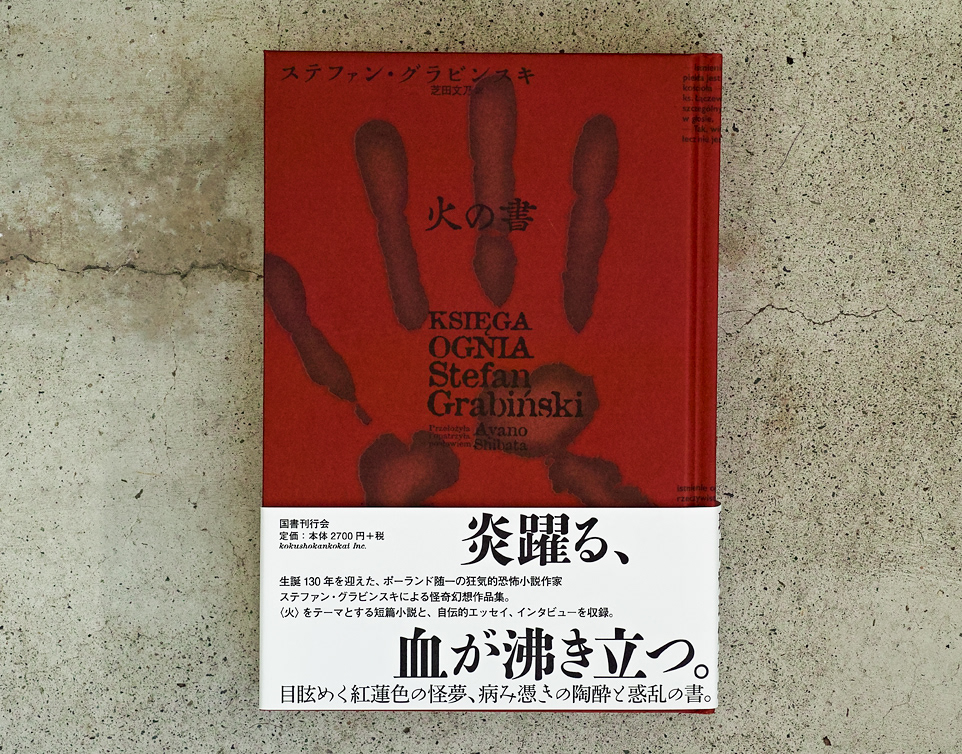 ステファン・グラビンスキ
芝田文乃
火の書
KSIĘGA
OGNIA
Stefan
Grabiński
Ayano
Shibata
国書刊行会
定価：本体2700円＋税
kokushokankokai Inc.
炎躍る、
生誕130年を迎えた、ポーランド随一の狂気的恐怖小説作家
ステファン・グラビンスキによる怪奇幻想作品集。
〈火〉をテーマとする短篇小説と、自伝的エッセイ、インタビューを収録。
血が沸き立つ。
目眩めく紅蓮色の怪夢、病み憑きの陶酔と惑乱の書。